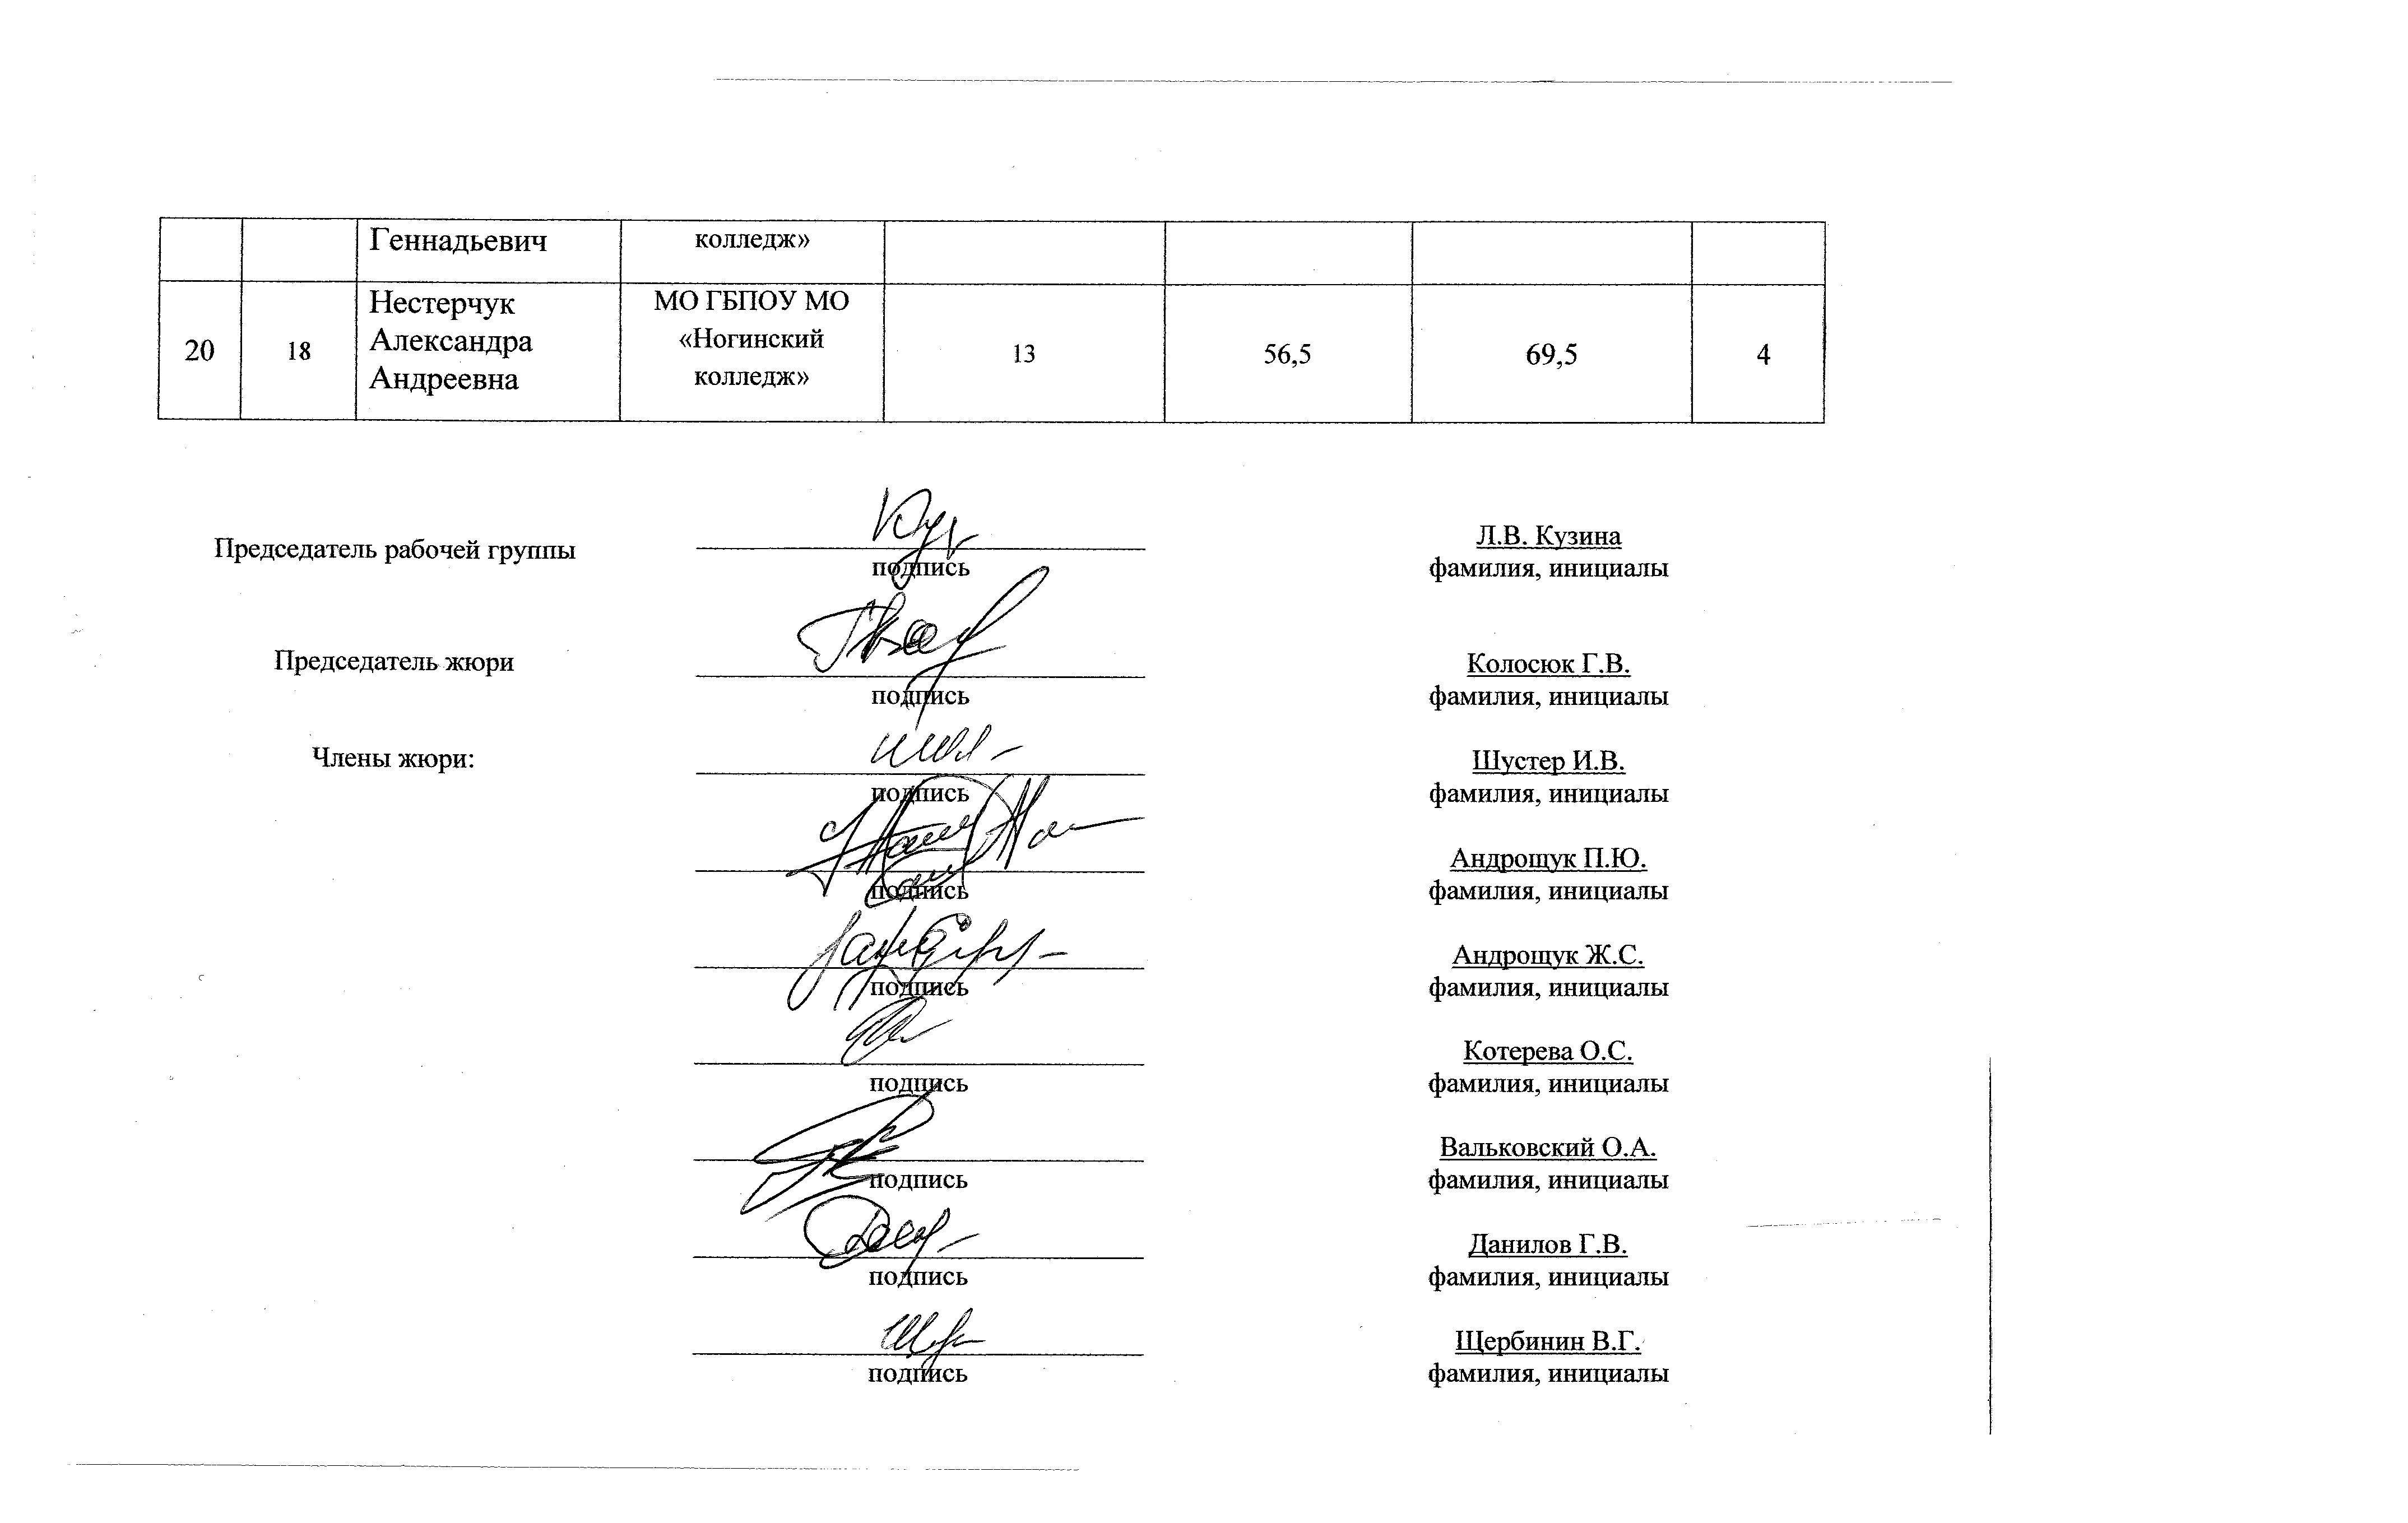 Геннадьевич колледж»
Нестерчук МО ГБПОУ МО
Александра «Ногинский
20 18 13 56,5 69,5 4
Андреевна колледж»
Л.В. Кузина
Председатель рабочей группы
подпись фамилия, инициалы
Председатель жюри Колосюк Г.В.
подпись фамилия, инициалы
Члены жюри: Шустер И.В.
подпись фамилия, инициалы
Андрощук П.Ю.
подпись фамилия, инициалы
Андрощук Ж.С.
подпись фамилия, инициалы
Котерева О.С.
подпись фамилия, инициалы
Вальковский О.А.
подпись фамилия, инициалы
Данилов Г.В.
подпись фамилия, инициалы
Щербинин В.Г.
подпись фамилия, инициалы